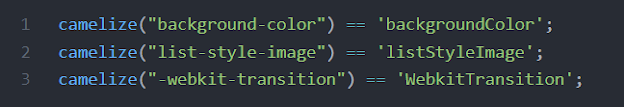 1 camelize("background-color") == 'backgroundColor';
2 camelize("list-style-image") == 'listStyleImage';
3 camelize("-webkit-transition") == 'WebkitTransition';